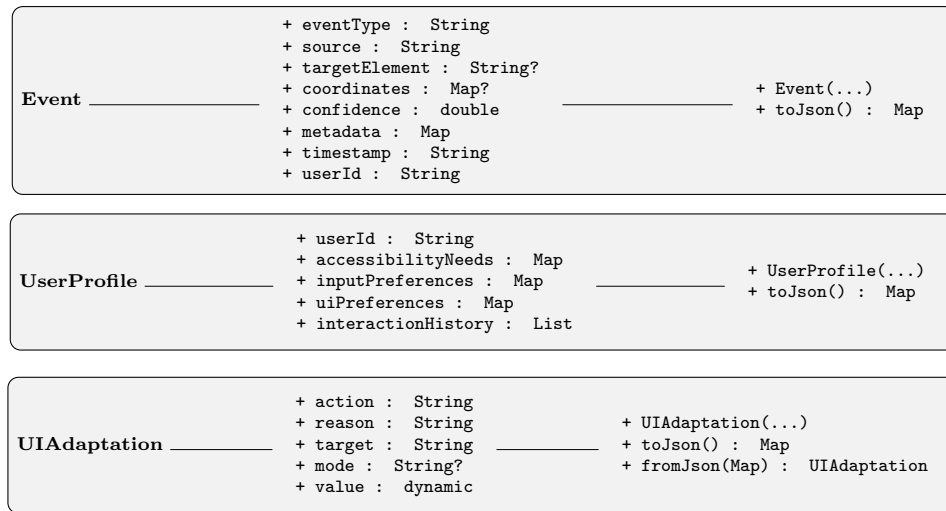 Event
+ eventType : String
+ source : String
+ targetElement : String?
+ coordinates : Map?
+ confidence : double
+ metadata : Map
+ timestamp : String
+ userId : String
+ Event(...)
+ toJson() : Map
UserProfile
+ userId : String
+ accessibilityNeeds : Map
+ inputPreferences : Map
+ uiPreferences : Map
+ interactionHistory : List
+ UserProfile(...)
+ toJson() : Map
UIAdaptation
+ action : String
+ reason : String
+ target : String
+ mode : String?
+ value : dynamic
+ UIAdaptation(...)
+ toJson() : Map
+ fromJson(Map) : UIAdaptation